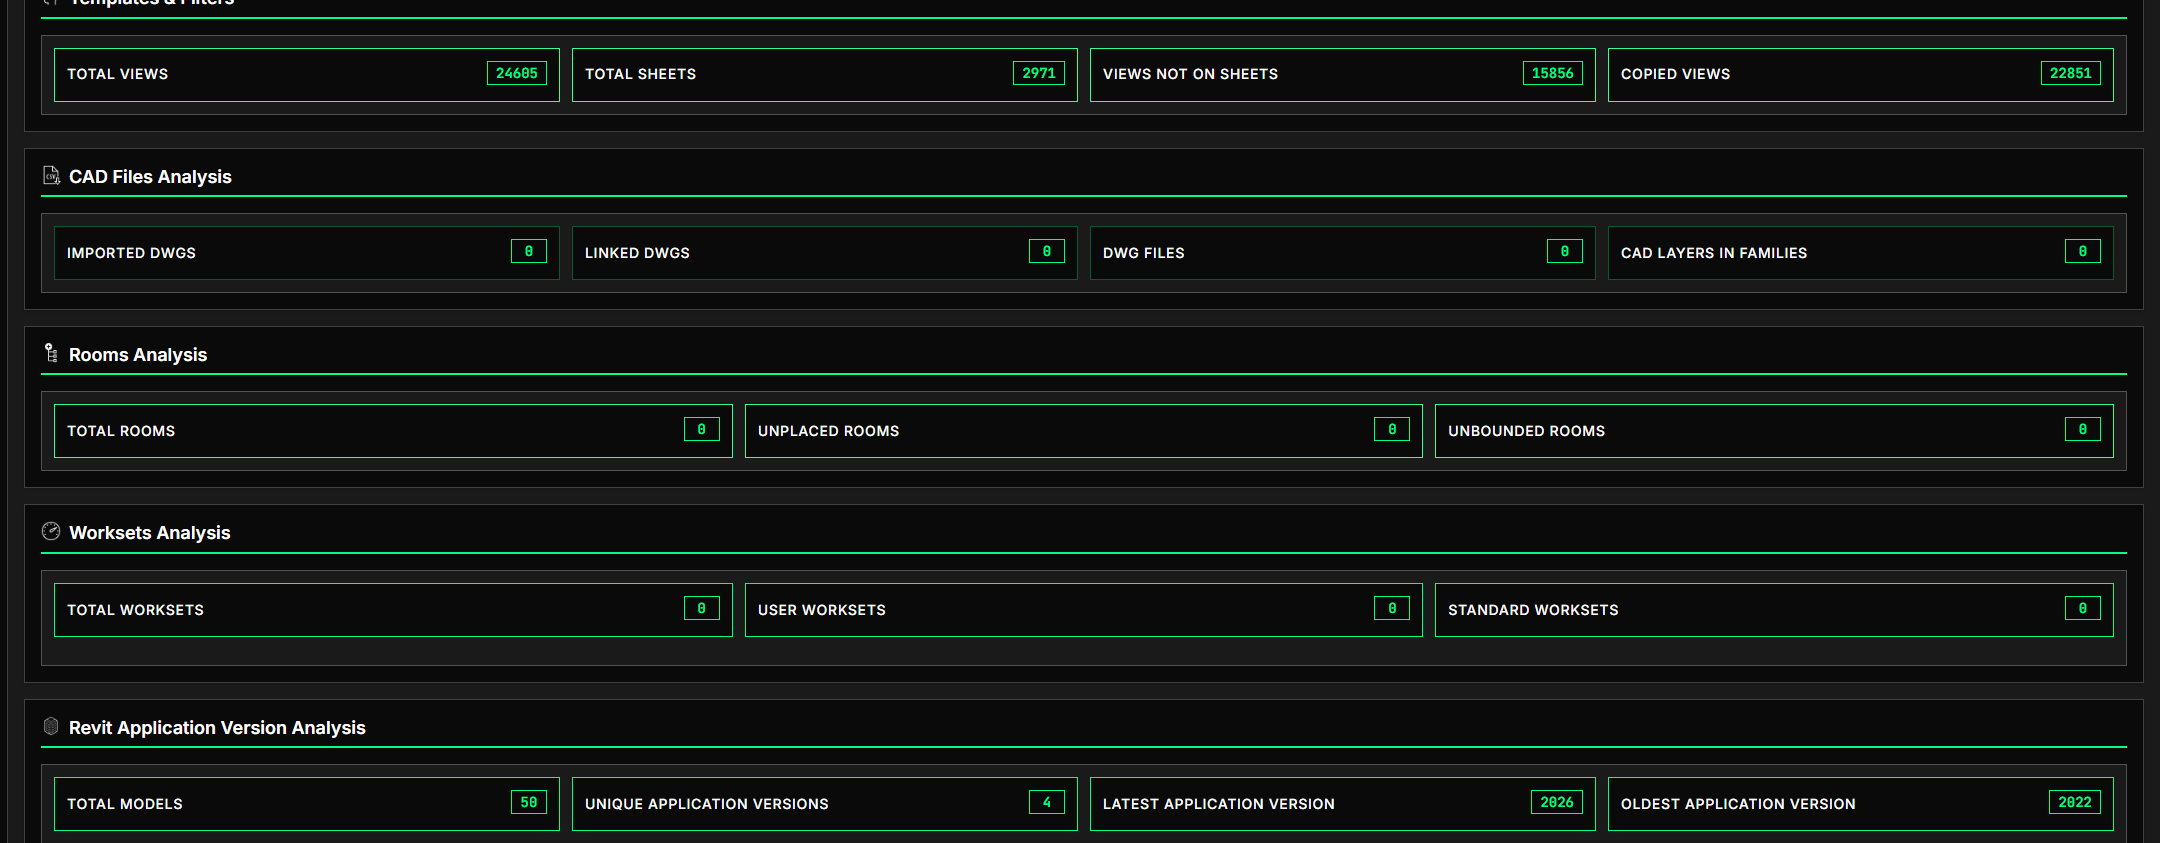 Templates & Filters
TOTAL VIEWS 24605 TOTAL SHEETS 2971 VIEWS NOT ON SHEETS 15856 COPIED VIEWS 22851
CAD Files Analysis
IMPORTED DWGS 0 LINKED DWGS 0 DWG FILES 0 CAD LAYERS IN FAMILIES 0
Rooms Analysis
TOTAL ROOMS 0 UNPLACED ROOMS 0 UNBOUNDED ROOMS 0
Worksets Analysis
TOTAL WORKSETS 0 USER WORKSETS 0 STANDARD WORKSETS 0
Revit Application Version Analysis
TOTAL MODELS 50 UNIQUE APPLICATION VERSIONS 4 LATEST APPLICATION VERSION 2026 OLDEST APPLICATION VERSION 2022